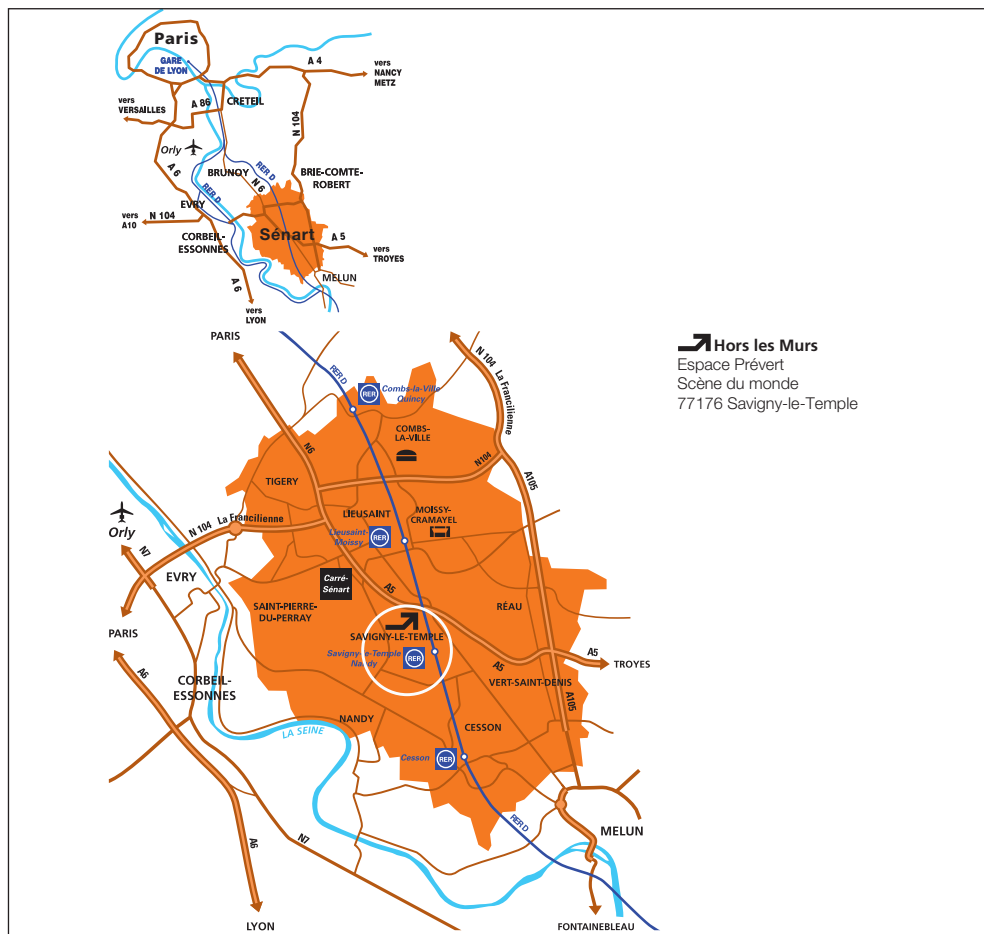 Paris
GARE
DE LYON
A 4
vers
NANCY
METZ
vers
VERSAILLES
A 86
CRETEIL
N 104
Orly
A 6
BRUNOY
RER D
N 6
BRIE-COMTE-
ROBERT
RER D
EVRY
vers
A10
N 104
CORBEIL-
ESSONNES
Sénart
A 5
vers
TROYES
MELUN
A 6
vers
LYON
PARIS
RER D
RER
Combs-la-Ville
Quincy
N 104
La Francilienne
Hors les Murs
Espace Prévert
Scène du monde
77176 Savigny-le-Temple
N6
COMBS-
LA-VILLE
N104
A105
TIGERY
LIEUSAINT
MOISSY-
CRAMAYEL
Orly
N 104
La Francilienne
Lieusaint-
Moissy
RER
N7
EVRY
Carré-
Sénart
A5
SAINT-PIERRE-
DU-PERRAY
RÉAU
PARIS
SAVIGNY-LE-TEMPLE
Savigny-le-Temple
Nandy
RER
A5
A5
TROYES
A6
CORBEIL-
ESSONNES
VERT-SAINT-DENIS
A105
NANDY
LA SEINE
CESSON
Cesson
RER
RER D
MELUN
A6
N7
LYON
FONTAINEBLEAU